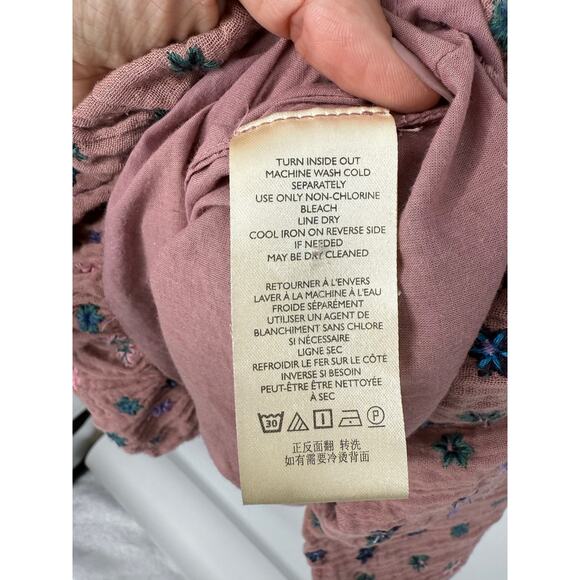 TURN INSIDE OUT
MACHINE WASH COLD
SEPARATELY
USE ONLY NON-CHLORINE
BLEACH
LINE DRY
COOL IRON ON REVERSE SIDE
IF NEEDED
MAY BE DRY CLEANED
RETOURNER À L'ENVERS
LAVER À LA MACHINE À L'EAU
FROIDE SÉPARÉMENT
UTILISER UN AGENT DE
BLANCHIMENT SANS CHLORE
SI NÉCESSAIRE
LIGNE SEC
REFROIDIR LE FER SUR LE CÔTÉ
INVERSE SI BESOIN
PEUT-ÊTRE ÊTRE NETTOYÉE
À SEC
30 P
正反面翻 转洗
如有需要冷烫背面